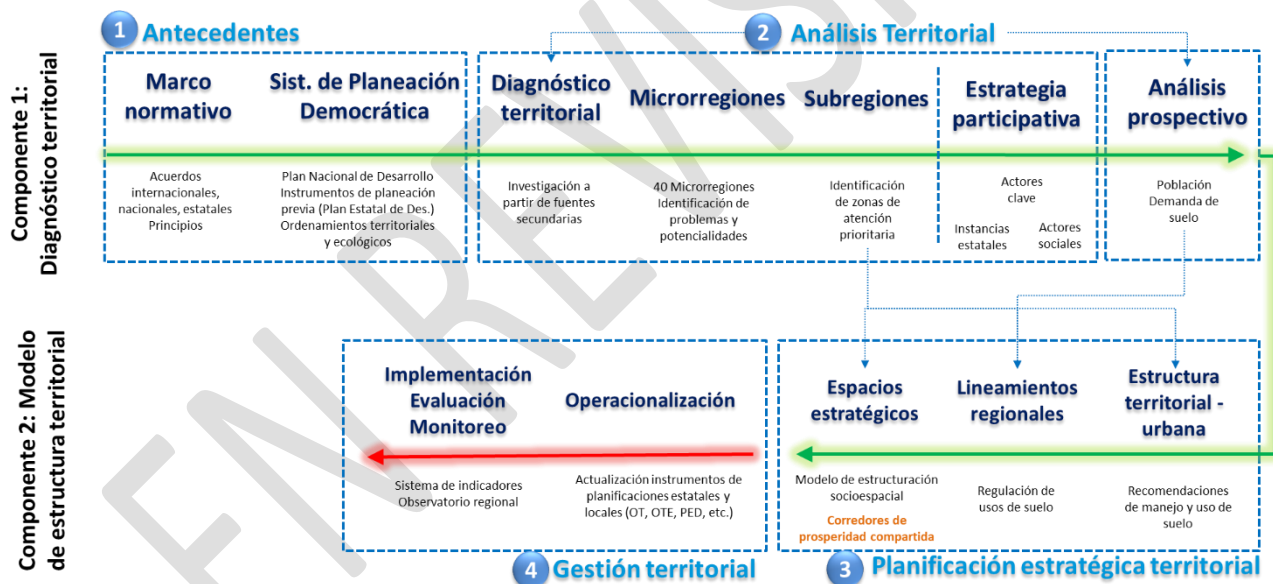 1 Antecedentes
2 Análisis Territorial
Componente 1:
Diagnóstico territorial
Marco
normativo
Acuerdos
internacionales,
nacionales, estatales
Principios
Sist. de Planeación
Democrática
Plan Nacional de Desarrollo
Instrumentos de planeación
previa (Plan Estatal de Des.)
Ordenamientos territoriales
y ecológicos
Diagnóstico
territorial
Investigación a
partir de fuentes
secundarias
Microrregiones
40 Microrregiones
Identificación de
problemas y
potencialidades
Subregiones
Identificación
de zonas de
atención
prioritaria
Estrategia
participativa
Actores
clave
Instancias
estatales
Actores
sociales
Análisis
prospectivo
Población
Demanda de
suelo
Componente 2: Modelo
de estructura territorial
Implementación
Evaluación
Monitoreo
Sistema de indicadores
Observatorio regional
Operacionalización
Actualización instrumentos de
planificaciones estatales y
locales (OT, OTE, PED, etc.)
Espacios
estratégicos
Modelo de estructuración
socioespacial
Corredores de
prosperidad compartida
Lineamientos
regionales
Regulación de
usos de suelo
Estructura
territorial -
urbana
Recomendaciones
de manejo y uso de
suelo
4 Gestión territorial
3 Planificación estratégica territorial
EN REVIS